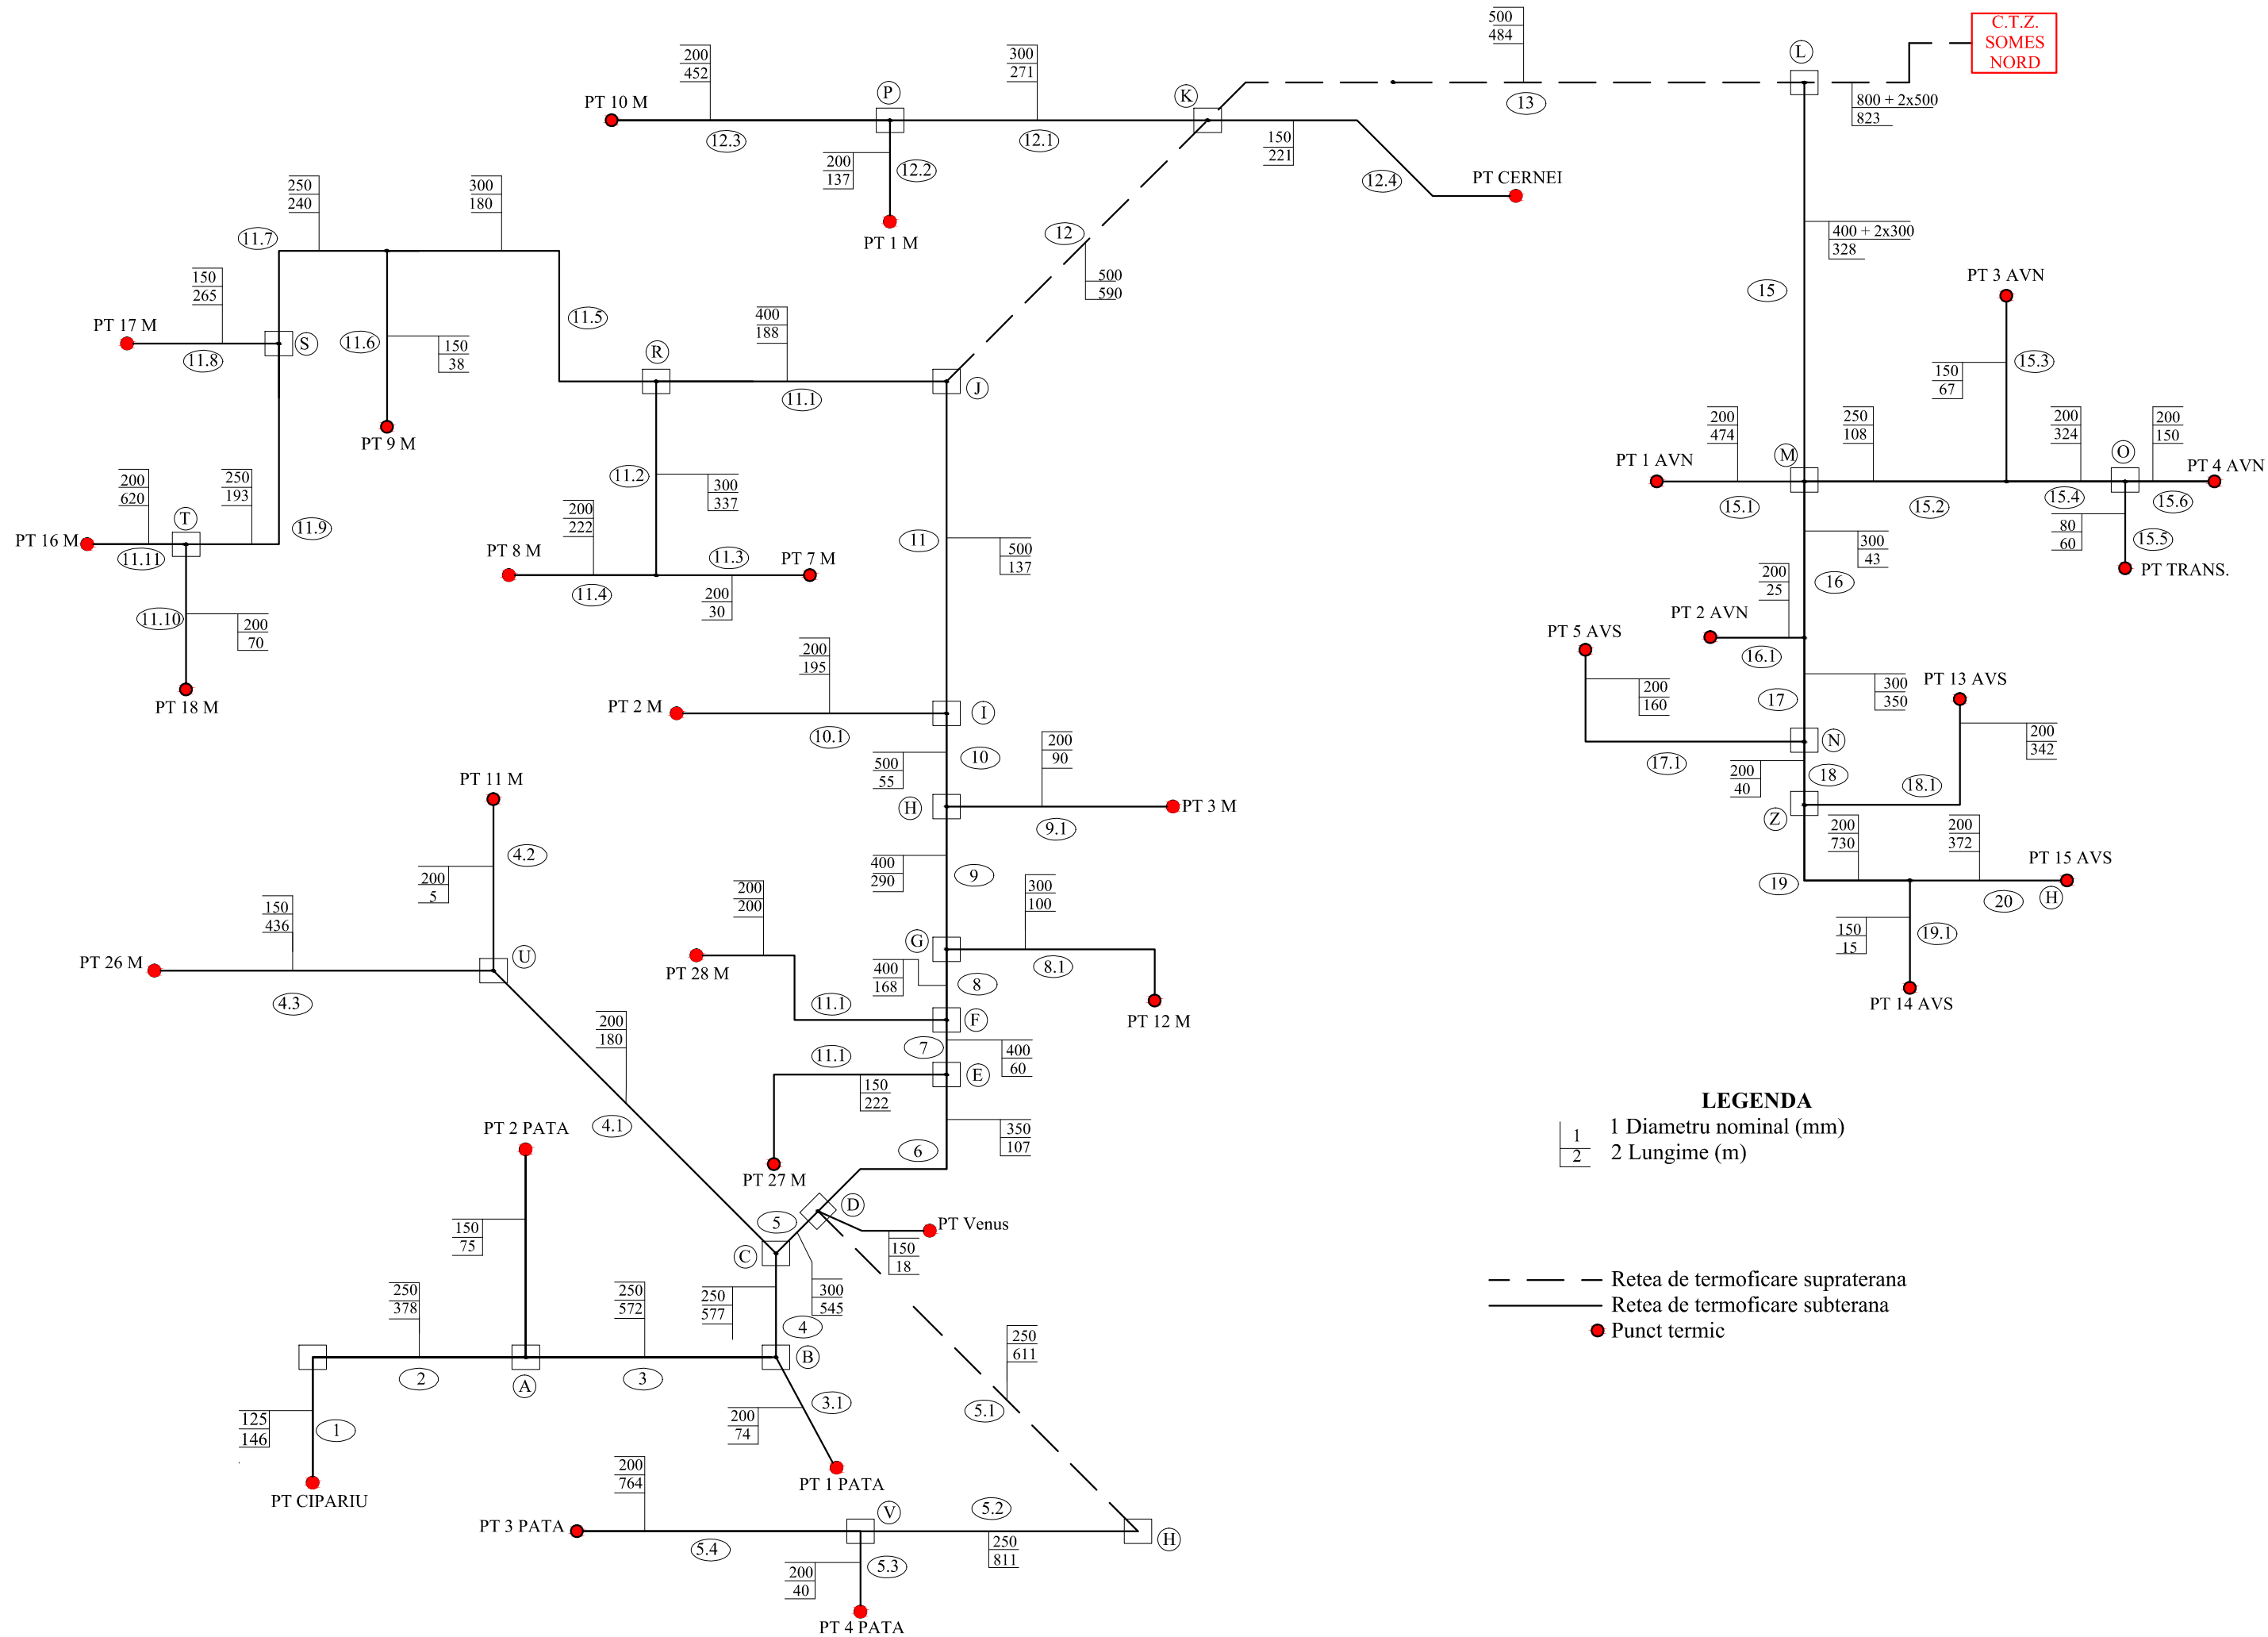 C.T.Z.
SOMES
NORD
500
484
13
L
800 + 2x500
823
200
452
300
271
PT 10 M
P
K
12.3
12.1
150
221
200
137
12.2
12.4
PT CERNEI
PT 1 M
12
500
590
250
240
300
180
11.7
150
265
PT 17 M
11.8
S
11.6
150
38
11.5
R
400
188
11.1
J
PT 9 M
400 + 2x300
328
15
PT 3 AVN
150
67
15.3
200
474
250
108
200
324
200
150
PT 1 AVN
M
O
PT 4 AVN
15.1
15.2
15.4
15.6
80
60
15.5
PT TRANS.
200
620
250
193
T
PT 16 M
11.11
11.9
11.10
200
70
PT 18 M
11.2
300
337
200
222
PT 8 M
11.3
PT 7 M
11.4
200
30
11
500
137
300
43
16
200
25
PT 2 AVN
16.1
PT 5 AVS
200
160
17
300
350
PT 13 AVS
200
342
17.1
N
200
40
18
18.1
Z
200
730
200
372
PT 15 AVS
19
20
H
150
15
19.1
PT 14 AVS
200
195
PT 2 M
I
10.1
500
55
10
200
90
H
PT 3 M
9.1
PT 11 M
4.2
200
5
400
290
9
300
100
150
436
200
200
G
U
PT 26 M
PT 28 M
400
168
8
8.1
4.3
11.1
F
PT 12 M
200
180
7
400
60
11.1
E
150
222
4.1
350
107
6
PT 2 PATA
PT 27 M
D
5
PT Venus
150
75
C
150
18
250
378
250
572
250
577
300
545
4
B
2
A
3
250
611
5.1
125
146
1
200
74
3.1
PT CIPARIU
PT 1 PATA
200
764
V
5.2
PT 3 PATA
H
5.4
250
811
200
40
5.3
PT 4 PATA
LEGENDA
1
2
1 Diametru nominal (mm)
2 Lungime (m)
Retea de termoficare supraterana
Retea de termoficare subterana
Punct termic